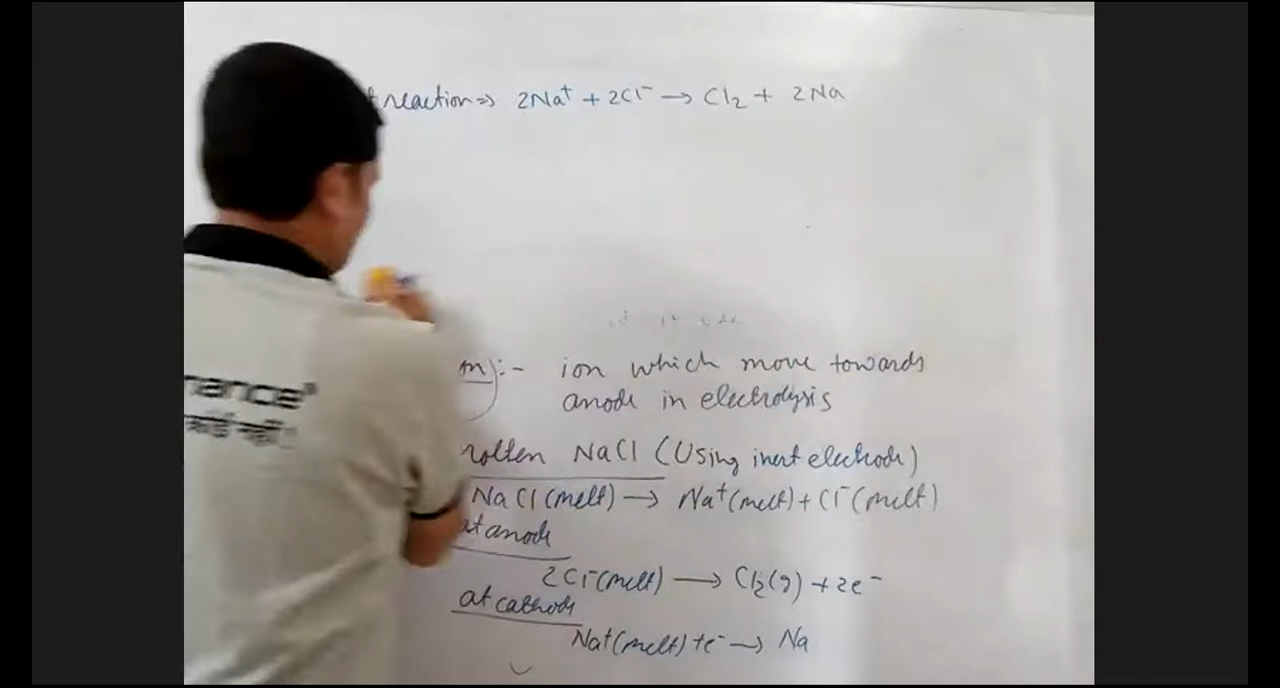 reaction ⇒ 2Na⁺ + 2Cl⁻ → Cl₂ + 2Na
on):- ion which move towards
anode in electrolysis
molten NaCl (Using inert electrode)
NaCl (melt) → Na⁺ (melt) + Cl⁻ (melt)
at anode
2Cl⁻ (melt) → Cl₂(g) + 2e⁻
at cathode
Na⁺ (melt) + e⁻ → Na